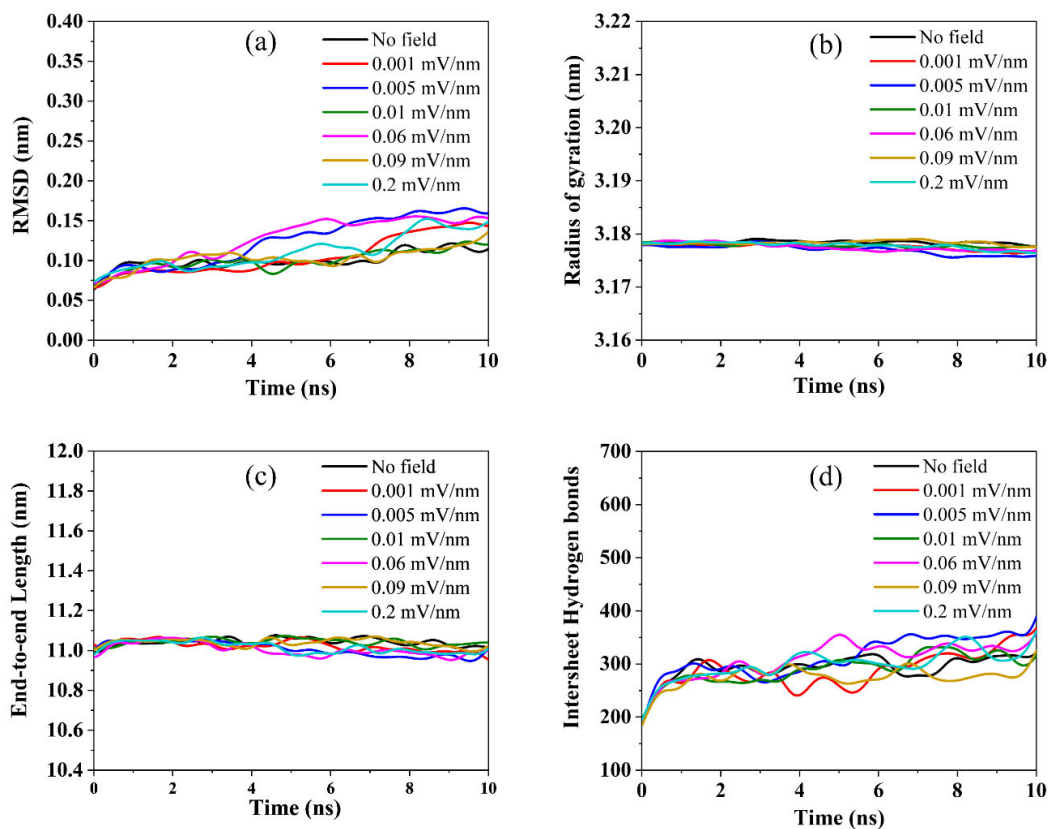 (a)
RMSD (nm)
0.40
0.35
0.30
0.25
0.20
0.15
0.10
0.05
0.00
No field
0.001 mV/nm
0.005 mV/nm
0.01 mV/nm
0.06 mV/nm
0.09 mV/nm
0.2 mV/nm
0 2 4 6 8 10
Time (ns)
(b)
Radius of gyration (nm)
3.22
3.21
3.20
3.19
3.18
3.17
3.16
No field
0.001 mV/nm
0.005 mV/nm
0.01 mV/nm
0.06 mV/nm
0.09 mV/nm
0.2 mV/nm
0 2 4 6 8 10
Time (ns)
(c)
End-to-end Length (nm)
12.0
11.8
11.6
11.4
11.2
11.0
10.8
10.6
10.4
No field
0.001 mV/nm
0.005 mV/nm
0.01 mV/nm
0.06 mV/nm
0.09 mV/nm
0.2 mV/nm
0 2 4 6 8 10
Time (ns)
(d)
Intersheet Hydrogen bonds
700
600
500
400
300
200
100
No field
0.001 mV/nm
0.005 mV/nm
0.01 mV/nm
0.06 mV/nm
0.09 mV/nm
0.2 mV/nm
0 2 4 6 8 10
Time (ns)